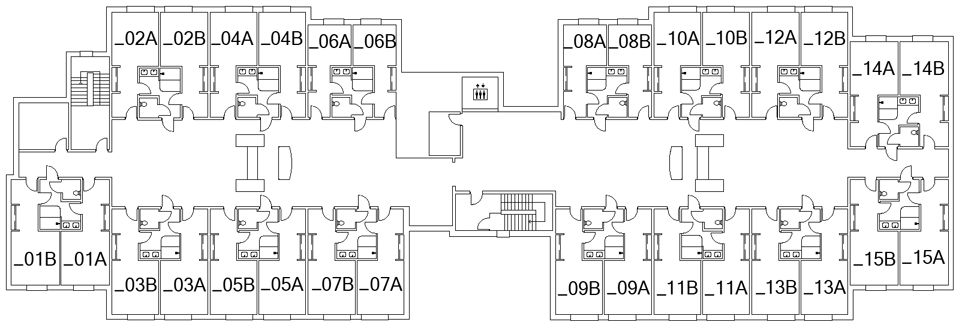 _02A _02B _04A _04B _06A _06B _08A _08B _10A _10B _12A _12B
_14A _14B
_01B _01A _15B _15A
_03B _03A _05B _05A _07B _07A _09B _09A _11B _11A _13B _13A